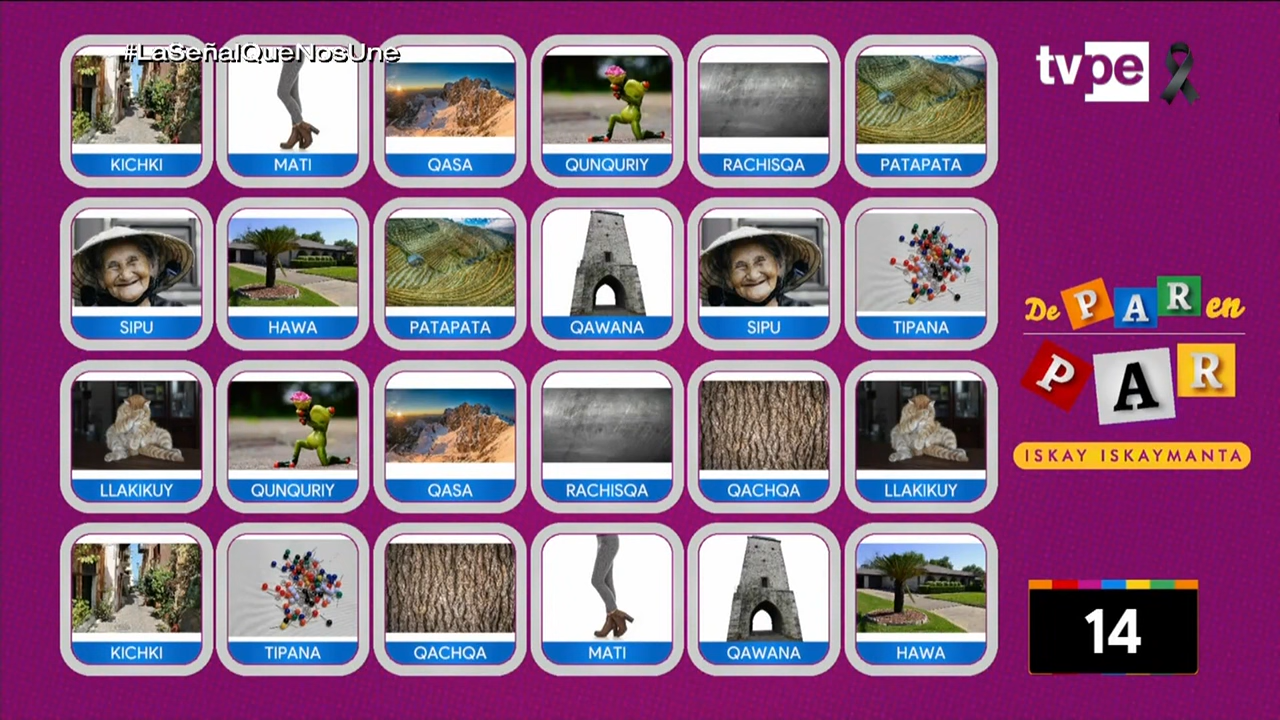 #LaSeñalQueNosUne
tvpe
KICHKI
MATI
QASA
QUNQURIY
RACHISQA
PATAPATA
SIPU
HAWA
PATAPATA
QAWANA
SIPU
TIPANA
De PAR en
PAR
LLAKIKUY
QUNQURIY
QASA
RACHISQA
QACHQA
LLAKIKUY
ISKAY ISKAYMANTA
KICHKI
TIPANA
QACHQA
MATI
QAWANA
HAWA
14